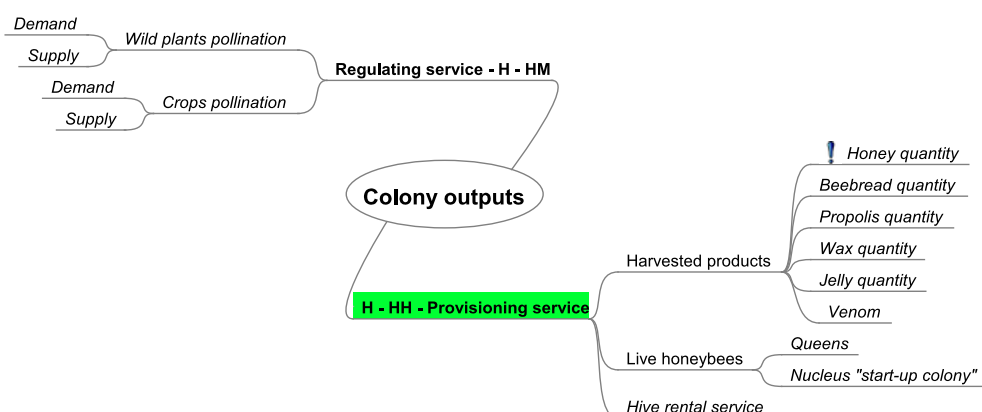 Demand
Wild plants pollination
Supply
Regulating service - H - HM
Demand
Crops pollination
Supply
Colony outputs
Honey quantity
Beebread quantity
Propolis quantity
Wax quantity
Harvested products
Jelly quantity
Venom
H - HH - Provisioning service
Queens
Live honeybees
Nucleus "start-up colony"
Hive rental service